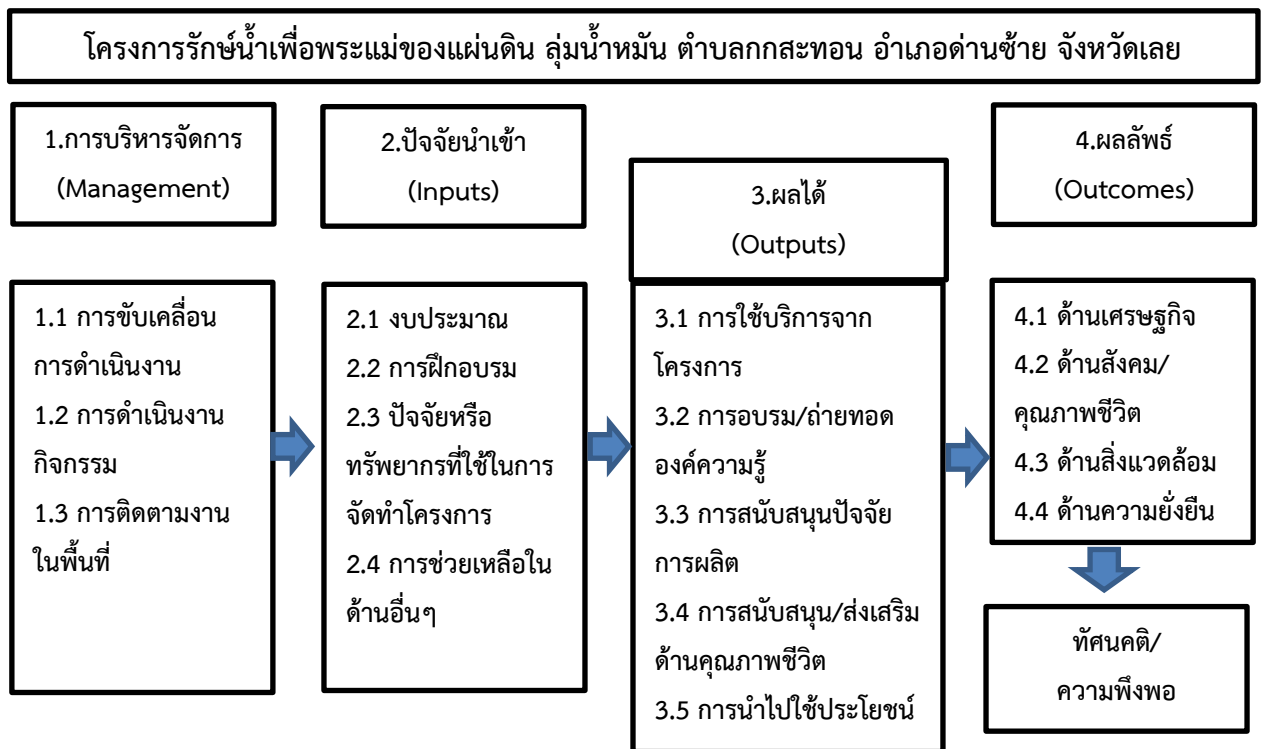 โครงการรักษ์น้ำเพื่อพระแม่ของแผ่นดิน ลุ่มน้ำหมัน ตำบลกกสะทอน อำเภอด่านซ้าย จังหวัดเลย
1.การบริหารจัดการ
(Management)
2.ปัจจัยนำเข้า
(Inputs)
3.ผลได้
(Outputs)
4.ผลลัพธ์
(Outcomes)
1.1 การขับเคลื่อน
การดำเนินงาน
1.2 การดำเนินงาน
กิจกรรม
1.3 การติดตามงาน
ในพื้นที่
2.1 งบประมาณ
2.2 การฝึกอบรม
2.3 ปัจจัยหรือ
ทรัพยากรที่ใช้ในการ
จัดทำโครงการ
2.4 การช่วยเหลือใน
ด้านอื่นๆ
3.1 การใช้บริการจาก
โครงการ
3.2 การอบรม/ถ่ายทอด
องค์ความรู้
3.3 การสนับสนุนปัจจัย
การผลิต
3.4 การสนับสนุน/ส่งเสริม
ด้านคุณภาพชีวิต
3.5 การนำไปใช้ประโยชน์
4.1 ด้านเศรษฐกิจ
4.2 ด้านสังคม/
คุณภาพชีวิต
4.3 ด้านสิ่งแวดล้อม
4.4 ด้านความยั่งยืน
ทัศนคติ/
ความพึงพอ